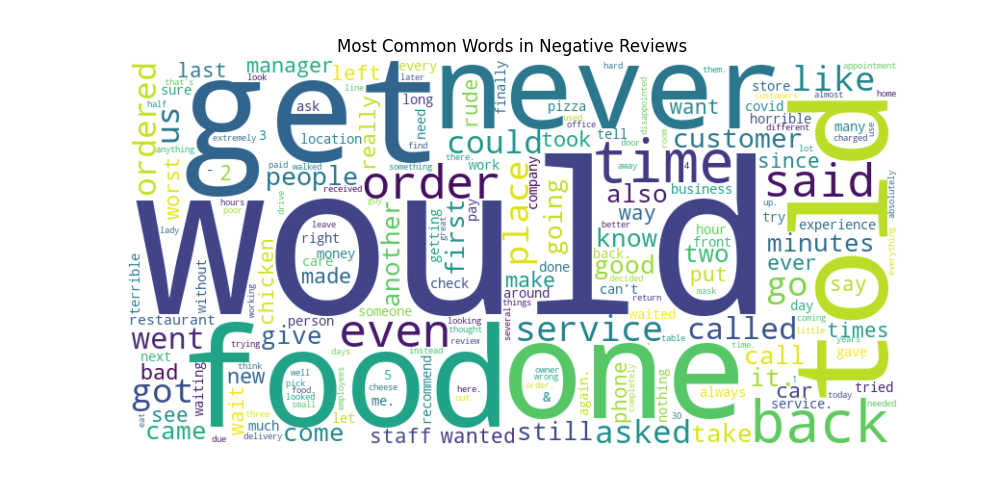 Most Common Words in Negative Reviews
would
food
get
never
one
told
back
time
order
said
even
service
place
like
go
could
customer
people
called
went
got
ordered
us
last
manager
left
every
later
sure
that's
half
look
line
ask
long
need
find
rude
finally
hard
them.
pizza
used
office
took
tell
door
want
disappointed
room
store
customers
covid
horrible
almost
different
home
appointment
many
charged
use
lot
since
anything
extremely
3
location
really
worst
- 2
paid
walked
something
there.
work
away
14
company
also
business
way
minutes
try
up.
experience
absolutely
everything
hours
poor
received
guy
drive
lady
without
working
terrible
leave
right
money
care
made
another
getting
great
first
pay
check
going
better
know
back.
decided
good
can't
hour
front
two
put
mask
ever
day
coming
say
chicken
restaurant
trying
person
someone
make
done
around
things
return
several
looking
thought
review
waited
table
time.
little
years
times
give
days
instead
call
it.
gave
next
bad
new
think
well
pick
food.
looked
small
employees
5
cheese
me.
recommend
here.
out.
owner
wrong
order.
&
again.
phone
completely
nothing
30
always
car
1
service.
today
tried
needed
waiting
see
eat
came
due
wait
three
much
delivery
come
let
staff
wanted
still
asked
take